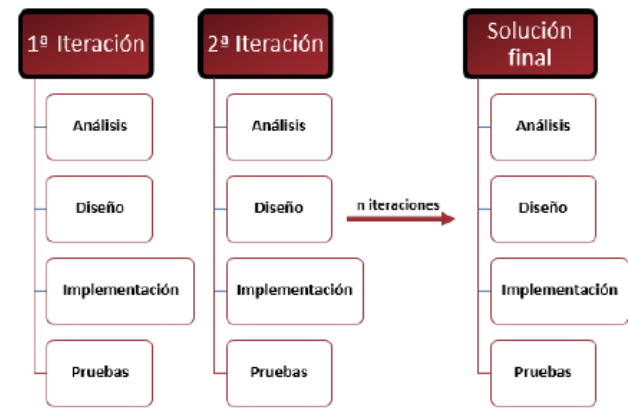 1ª Iteración
Análisis
Diseño
Implementación
Pruebas
2ª Iteración
Análisis
Diseño
Implementación
Pruebas
n iteraciones
Solución
final
Análisis
Diseño
Implementación
Pruebas